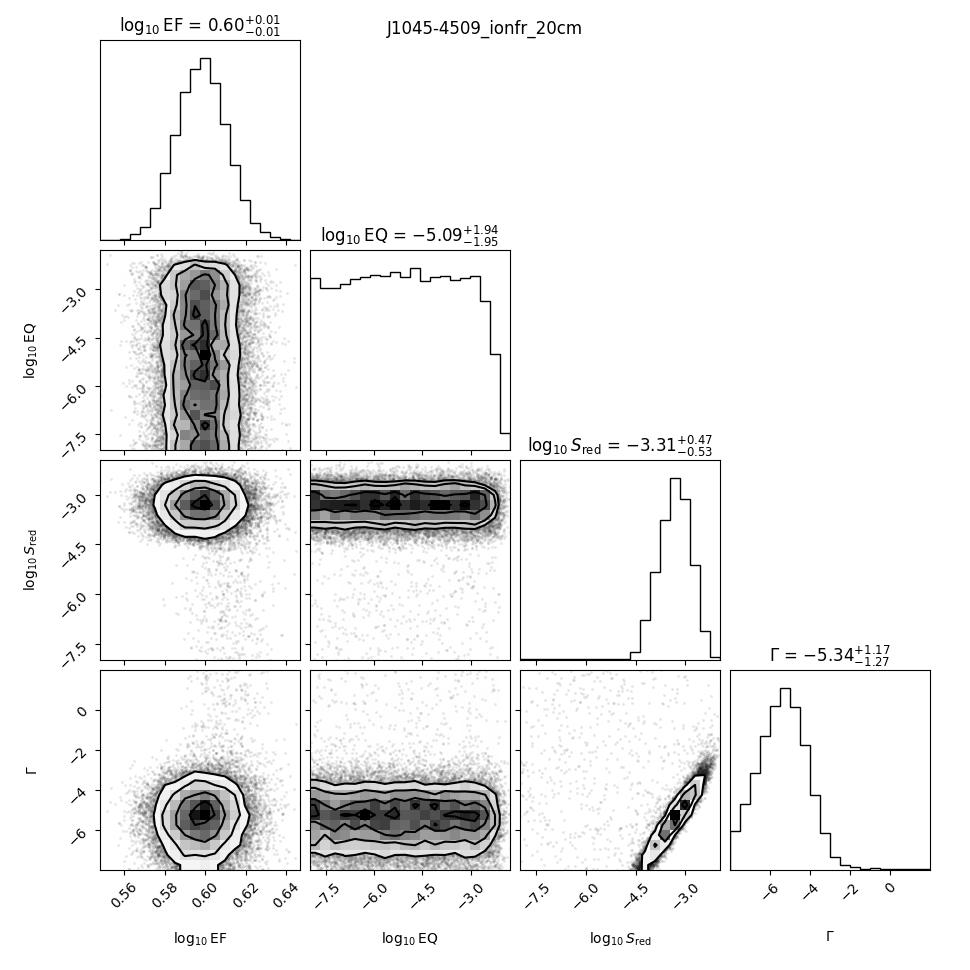 J1045-4509_ionfr_20cm
log₁₀ EF = 0.60+0.01−0.01
log₁₀ EQ = −5.09+1.94−1.95
−3.0
−4.5
−6.0
−7.5
log₁₀ EQ
log₁₀ Sred = −3.31+0.47−0.53
−3.0
−4.5
−6.0
−7.5
log₁₀ Sred
Γ = −5.34+1.17−1.27
0
−2
−4
−6
Γ
0.56 0.58 0.60 0.62 0.64
−7.5 −6.0 −4.5 −3.0
−7.5 −6.0 −4.5 −3.0
−6 −4 −2 0
log₁₀ EF
log₁₀ EQ
log₁₀ Sred
Γ